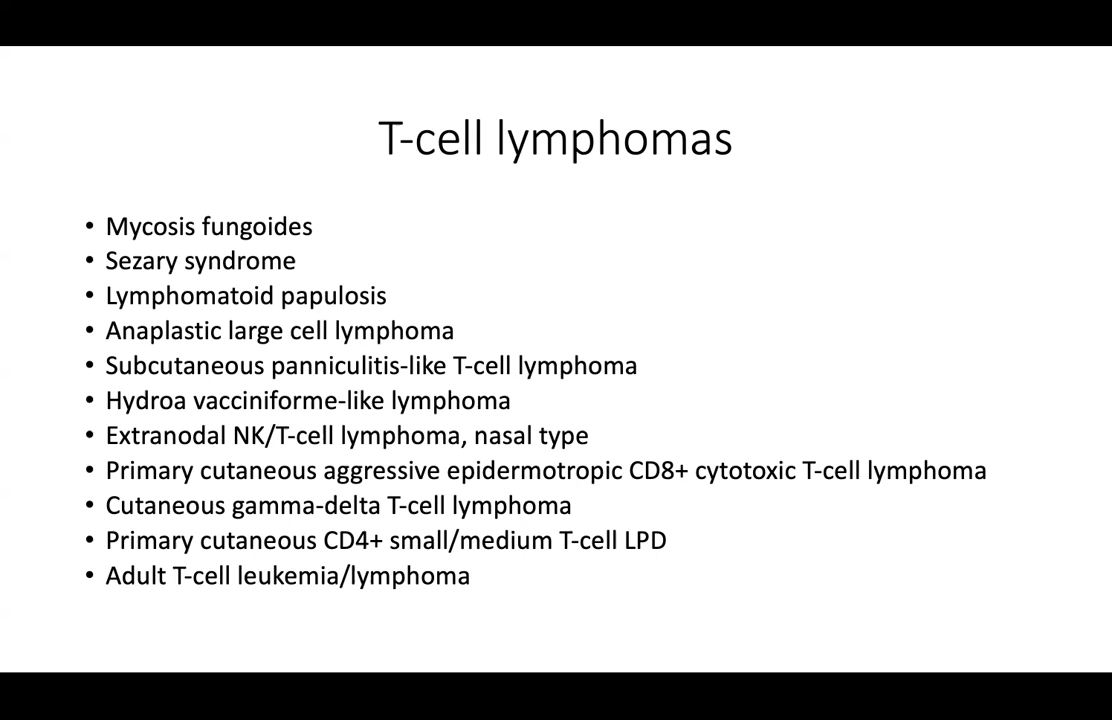 T-cell lymphomas
• Mycosis fungoides
• Sezary syndrome
• Lymphomatoid papulosis
• Anaplastic large cell lymphoma
• Subcutaneous panniculitis-like T-cell lymphoma
• Hydroa vacciniforme-like lymphoma
• Extranodal NK/T-cell lymphoma, nasal type
• Primary cutaneous aggressive epidermotropic CD8+ cytotoxic T-cell lymphoma
• Cutaneous gamma-delta T-cell lymphoma
• Primary cutaneous CD4+ small/medium T-cell LPD
• Adult T-cell leukemia/lymphoma